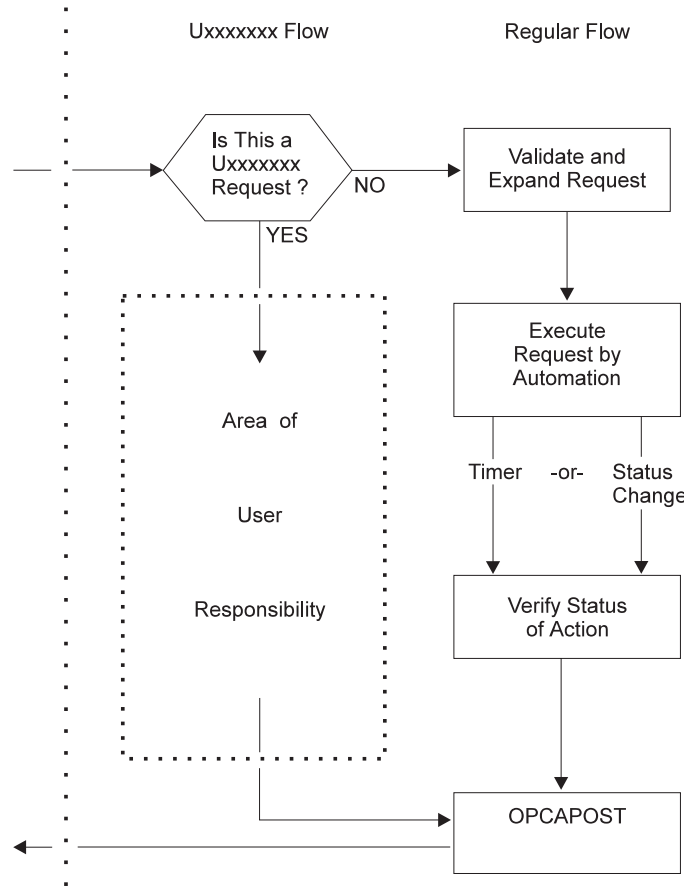 Uxxxxxxx Flow
Regular Flow
Is This a
Uxxxxxxx
Request ?
NO
YES
Validate and
Expand Request
Execute
Request by
Automation
Timer -or- Status
Change
Area of
User
Responsibility
Verify Status
of Action
OPCAPOST